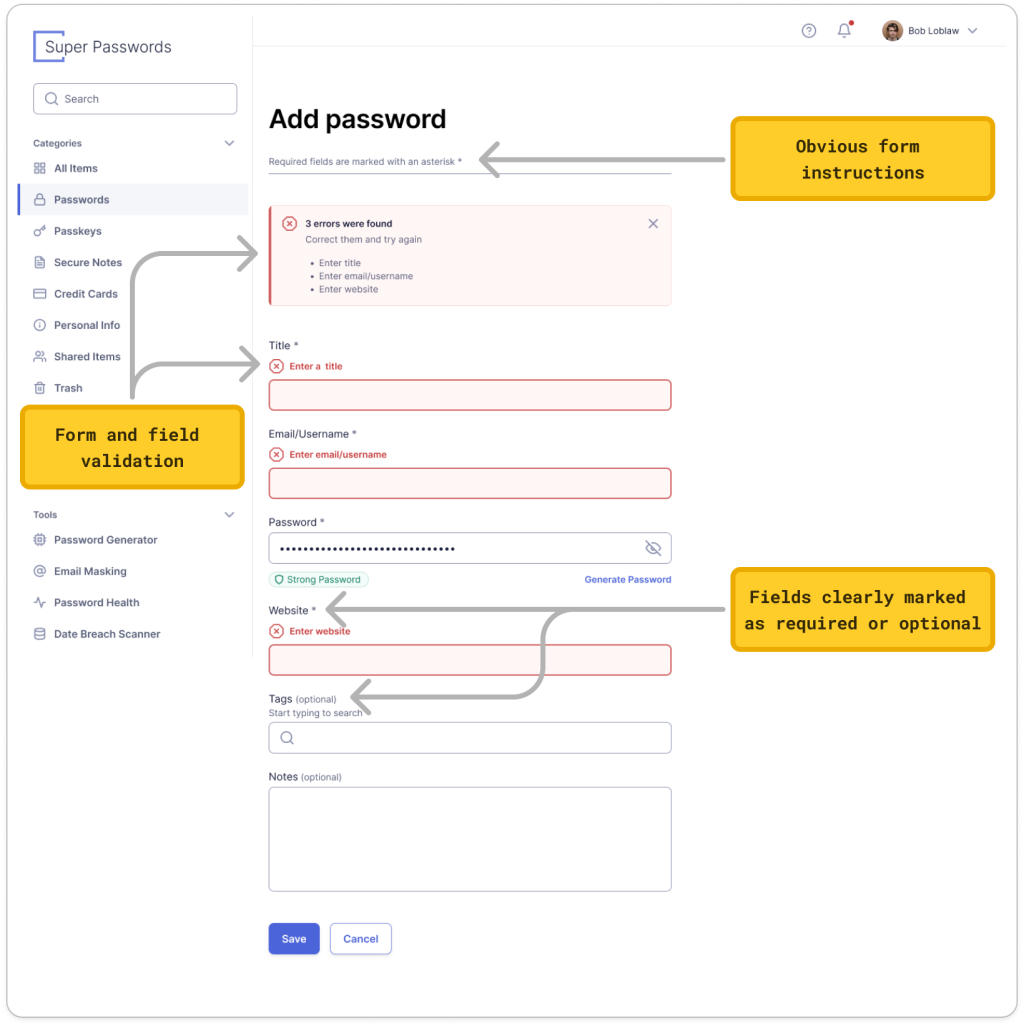 Super Passwords
Bob Loblaw
Search
Categories
All Items
Passwords
Passkeys
Secure Notes
Credit Cards
Personal Info
Shared Items
Trash
Form and field
validation
Tools
Password Generator
Email Masking
Password Health
Date Breach Scanner
Add password
Required fields are marked with an asterisk *
Obvious form
instructions
3 errors were found
Correct them and try again
• Enter title
• Enter email/username
• Enter website
Title *
Enter a title
Email/Username *
Enter email/username
Password *
••••••••••••••••••••••••••••••
Strong Password
Generate Password
Website *
Enter website
Fields clearly marked
as required or optional
Tags (optional)
Start typing to search
Notes (optional)
Save
Cancel